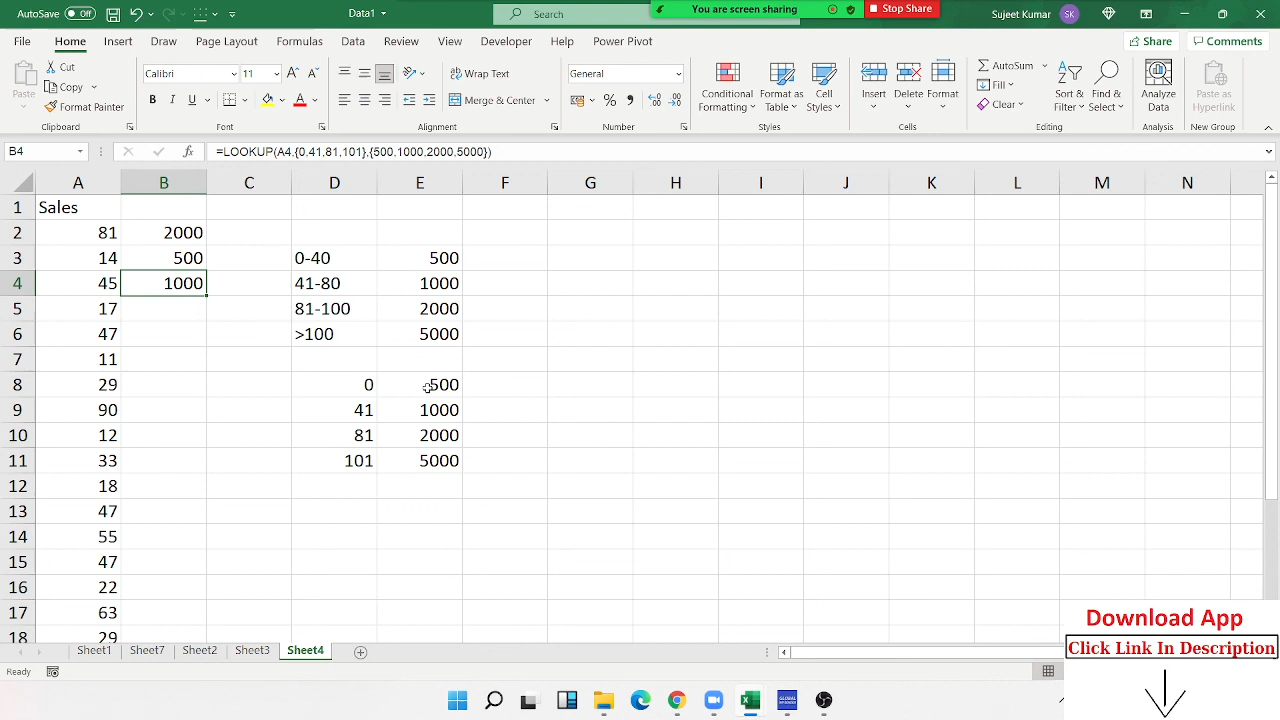 AutoSave Off Data1 Search You are screen sharing Stop Share Sujeet Kumar SK
File Home Insert Draw Page Layout Formulas Data Review View Developer Help Power Pivot Share Comments
Paste Cut Copy Format Painter Clipboard
Calibri 11 B I U A Font
Wrap Text Merge & Center Alignment
General % Number
Conditional Formatting Format as Table Cell Styles Styles
Insert Delete Format Cells
AutoSum Fill Clear Sort & Filter Find & Select Editing
Analyze Data Analysis
Paste as Hyperlink New Group
B4 fx =LOOKUP(A4,{0,41,81,101},{500,1000,2000,5000})
A B C D E F G H I J K L M N
1 Sales
2 81 2000
3 14 500 0-40 500
4 45 1000 41-80 1000
5 17 81-100 2000
6 47 >100 5000
7 11
8 29 0 500
9 90 41 1000
10 12 81 2000
11 33 101 5000
12 18
13 47
14 55
15 47
16 22
17 63
18 29
Download App
Click Link In Description
Sheet1 Sheet7 Sheet2 Sheet3 Sheet4
Ready